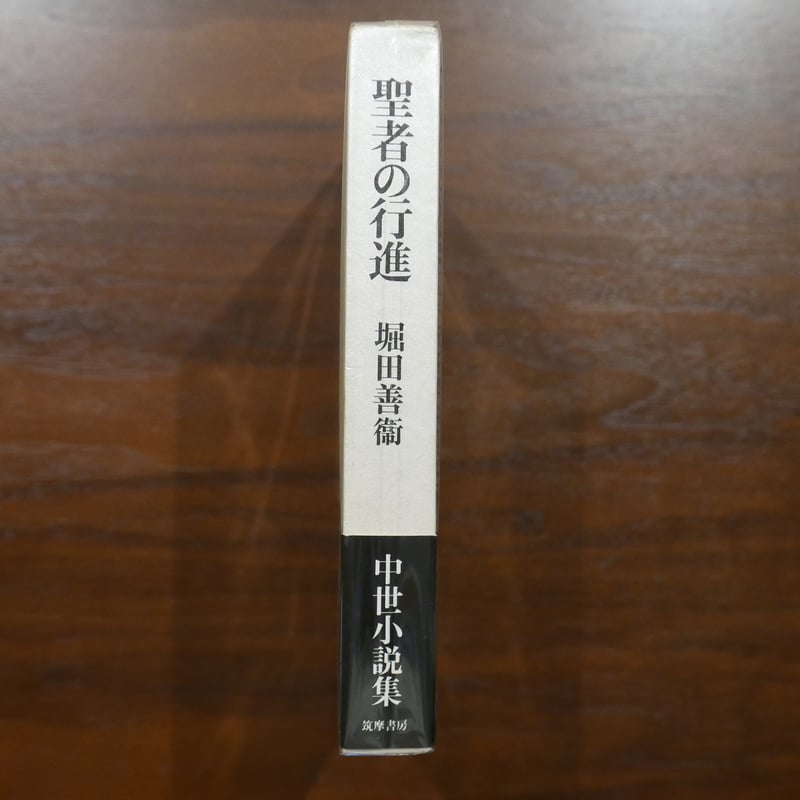 聖者の行進
堀田善衞
中世小説集
筑摩書房